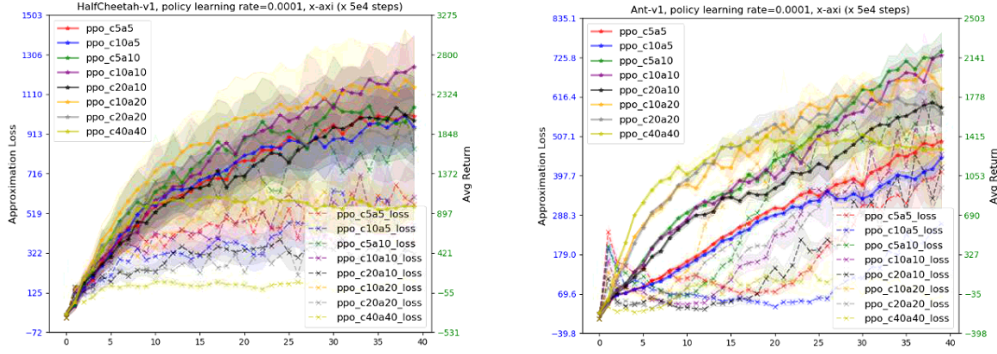 HalfCheetah-v1, policy learning rate=0.0001, x-axi (x 5e4 steps)
1503
1306
1110
913
716
519
322
125
-72
Approximation Loss
3275
2800
2324
1848
1372
897
421
-55
-531
Avg Return
0 5 10 15 20 25 30 35 40
ppo_c5a5
ppo_c10a5
ppo_c5a10
ppo_c10a10
ppo_c20a10
ppo_c10a20
ppo_c20a20
ppo_c40a40
ppo_c5a5_loss
ppo_c10a5_loss
ppo_c5a10_loss
ppo_c10a10_loss
ppo_c20a10_loss
ppo_c10a20_loss
ppo_c20a20_loss
ppo_c40a40_loss
Ant-v1, policy learning rate=0.0001, x-axi (x 5e4 steps)
835.1
725.8
616.4
507.1
397.7
288.3
179.0
69.6
-39.8
Approximation Loss
2503
2141
1778
1415
1053
690
327
-35
-398
Avg Return
0 5 10 15 20 25 30 35 40
ppo_c5a5
ppo_c10a5
ppo_c5a10
ppo_c10a10
ppo_c20a10
ppo_c10a20
ppo_c20a20
ppo_c40a40
ppo_c5a5_loss
ppo_c10a5_loss
ppo_c5a10_loss
ppo_c10a10_loss
ppo_c20a10_loss
ppo_c10a20_loss
ppo_c20a20_loss
ppo_c40a40_loss